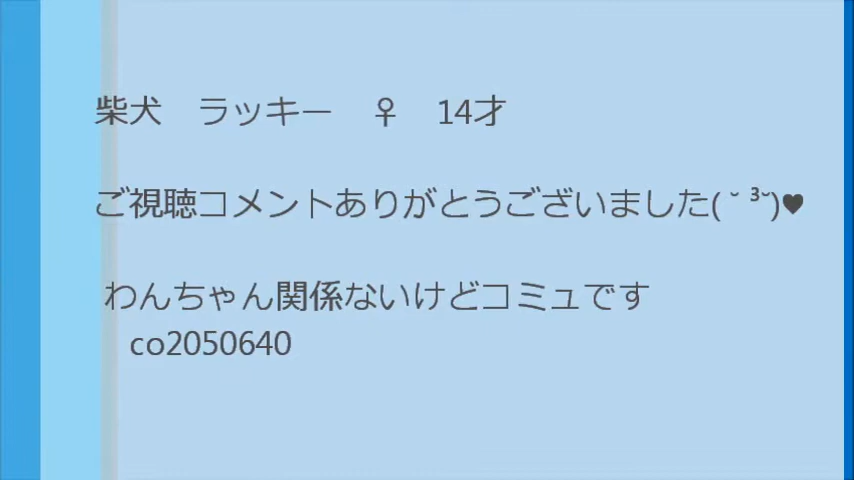 柴犬　ラッキー　♀　14才
ご視聴コメントありがとうございました( ˘ ³˘)♥
わんちゃん関係ないけどコミュです
co2050640